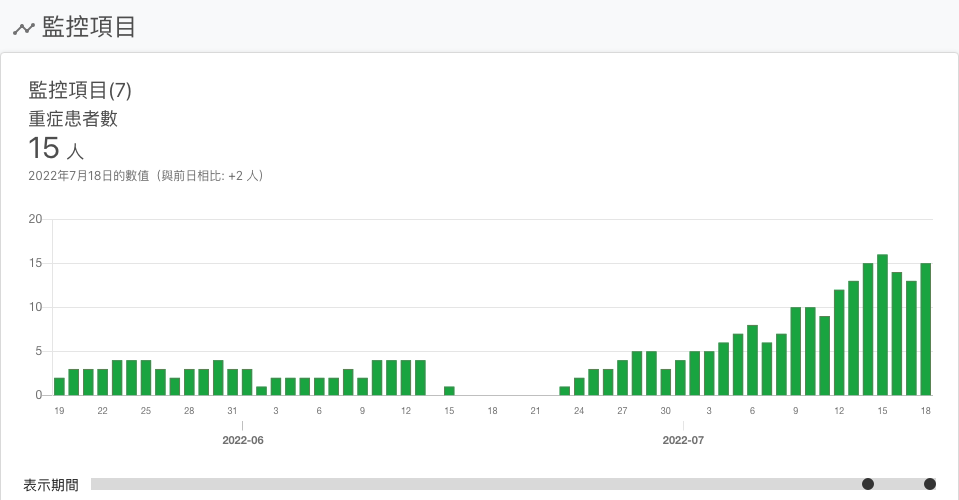 監控項目
監控項目(7)
重症患者數
15 人
2022年7月18日的數值（與前日相比: +2 人）
20
15
10
5
0
19 22 25 28 31 3 6 9 12 15 18 21 24 27 30 3 6 9 12 15 18
2022-06 2022-07
表示期間